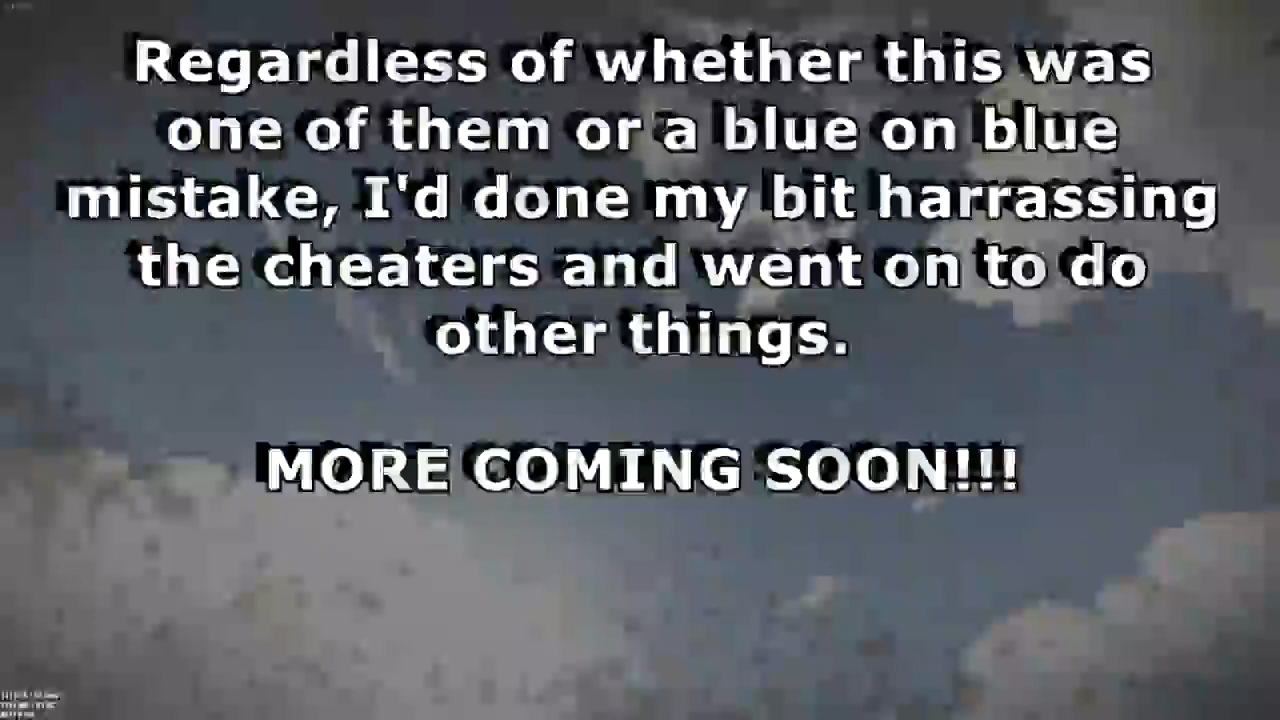 Regardless of whether this was
one of them or a blue on blue
mistake, I'd done my bit harrassing
the cheaters and went on to do
other things.
MORE COMING SOON!!!